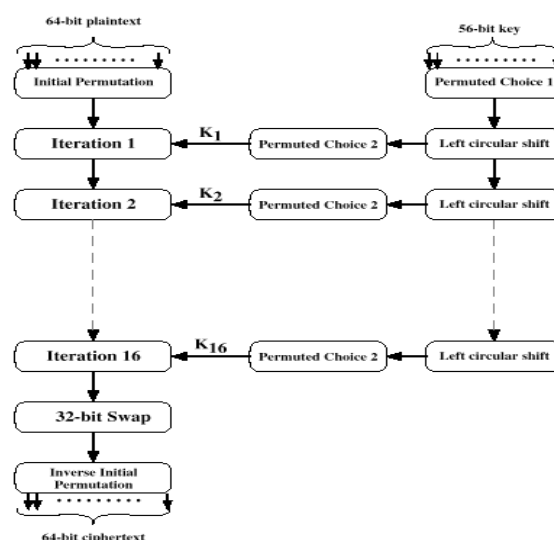 64-bit plaintext
56-bit key
Initial Permutation
Permuted Choice 1
Iteration 1
K1
Permuted Choice 2
Left circular shift
Iteration 2
K2
Permuted Choice 2
Left circular shift
Iteration 16
K16
Permuted Choice 2
Left circular shift
32-bit Swap
Inverse Initial
Permutation
64-bit ciphertext